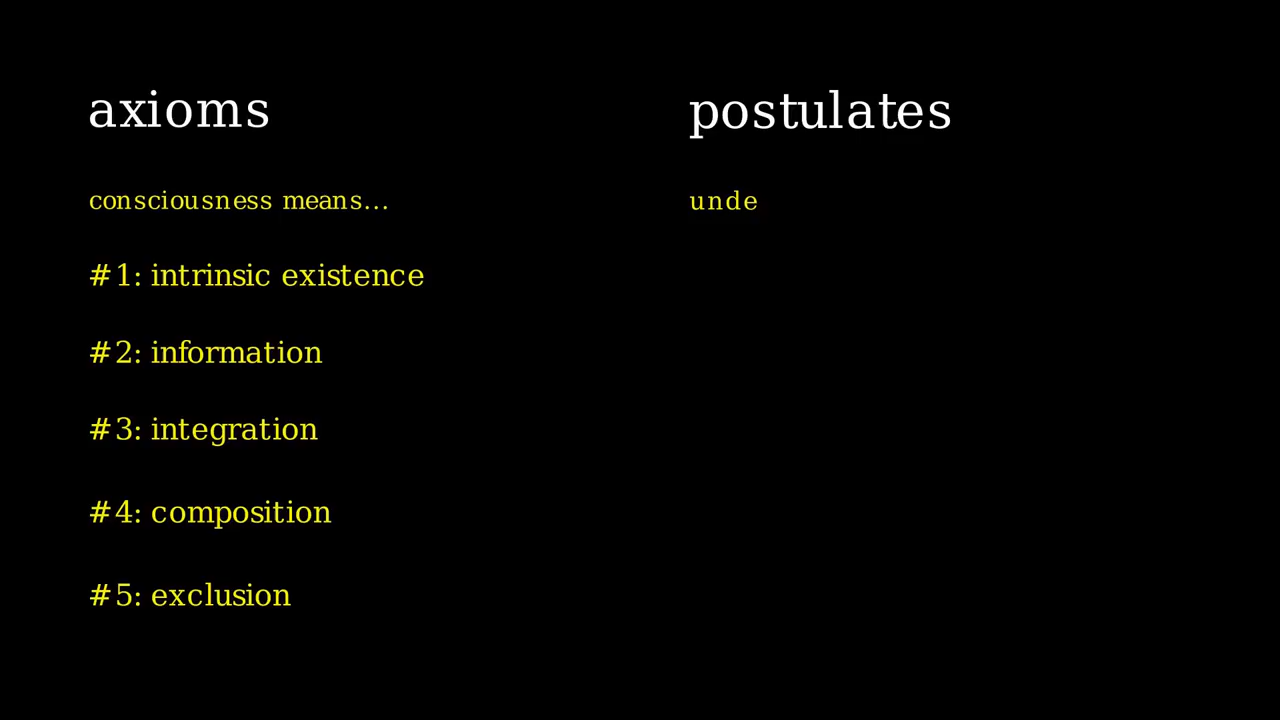 axioms
consciousness means...
#1: intrinsic existence
#2: information
#3: integration
#4: composition
#5: exclusion
postulates
unde